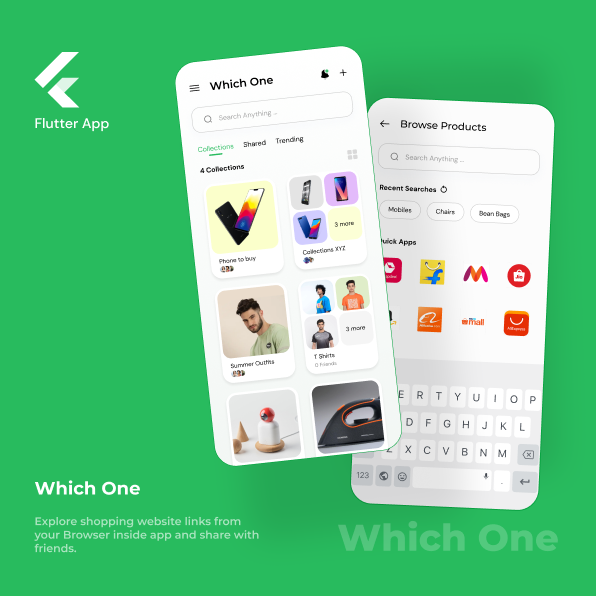 Flutter App
Which One
Search Anything ...
Collections Shared Trending
4 Collections
Phone to buy
3 more
Collections XYZ
Summer Outfits
3 more
T Shirts
0 friends
Browse Products
Search Anything ...
Recent Searches
Mobiles Chairs Bean Bags
uick Apps
mall
AliExpress
E R T Y U I O P
D F G H J K L
Z X C V B N M
123
Which One
Explore shopping website links from
your Browser inside app and share with
friends.
Which One